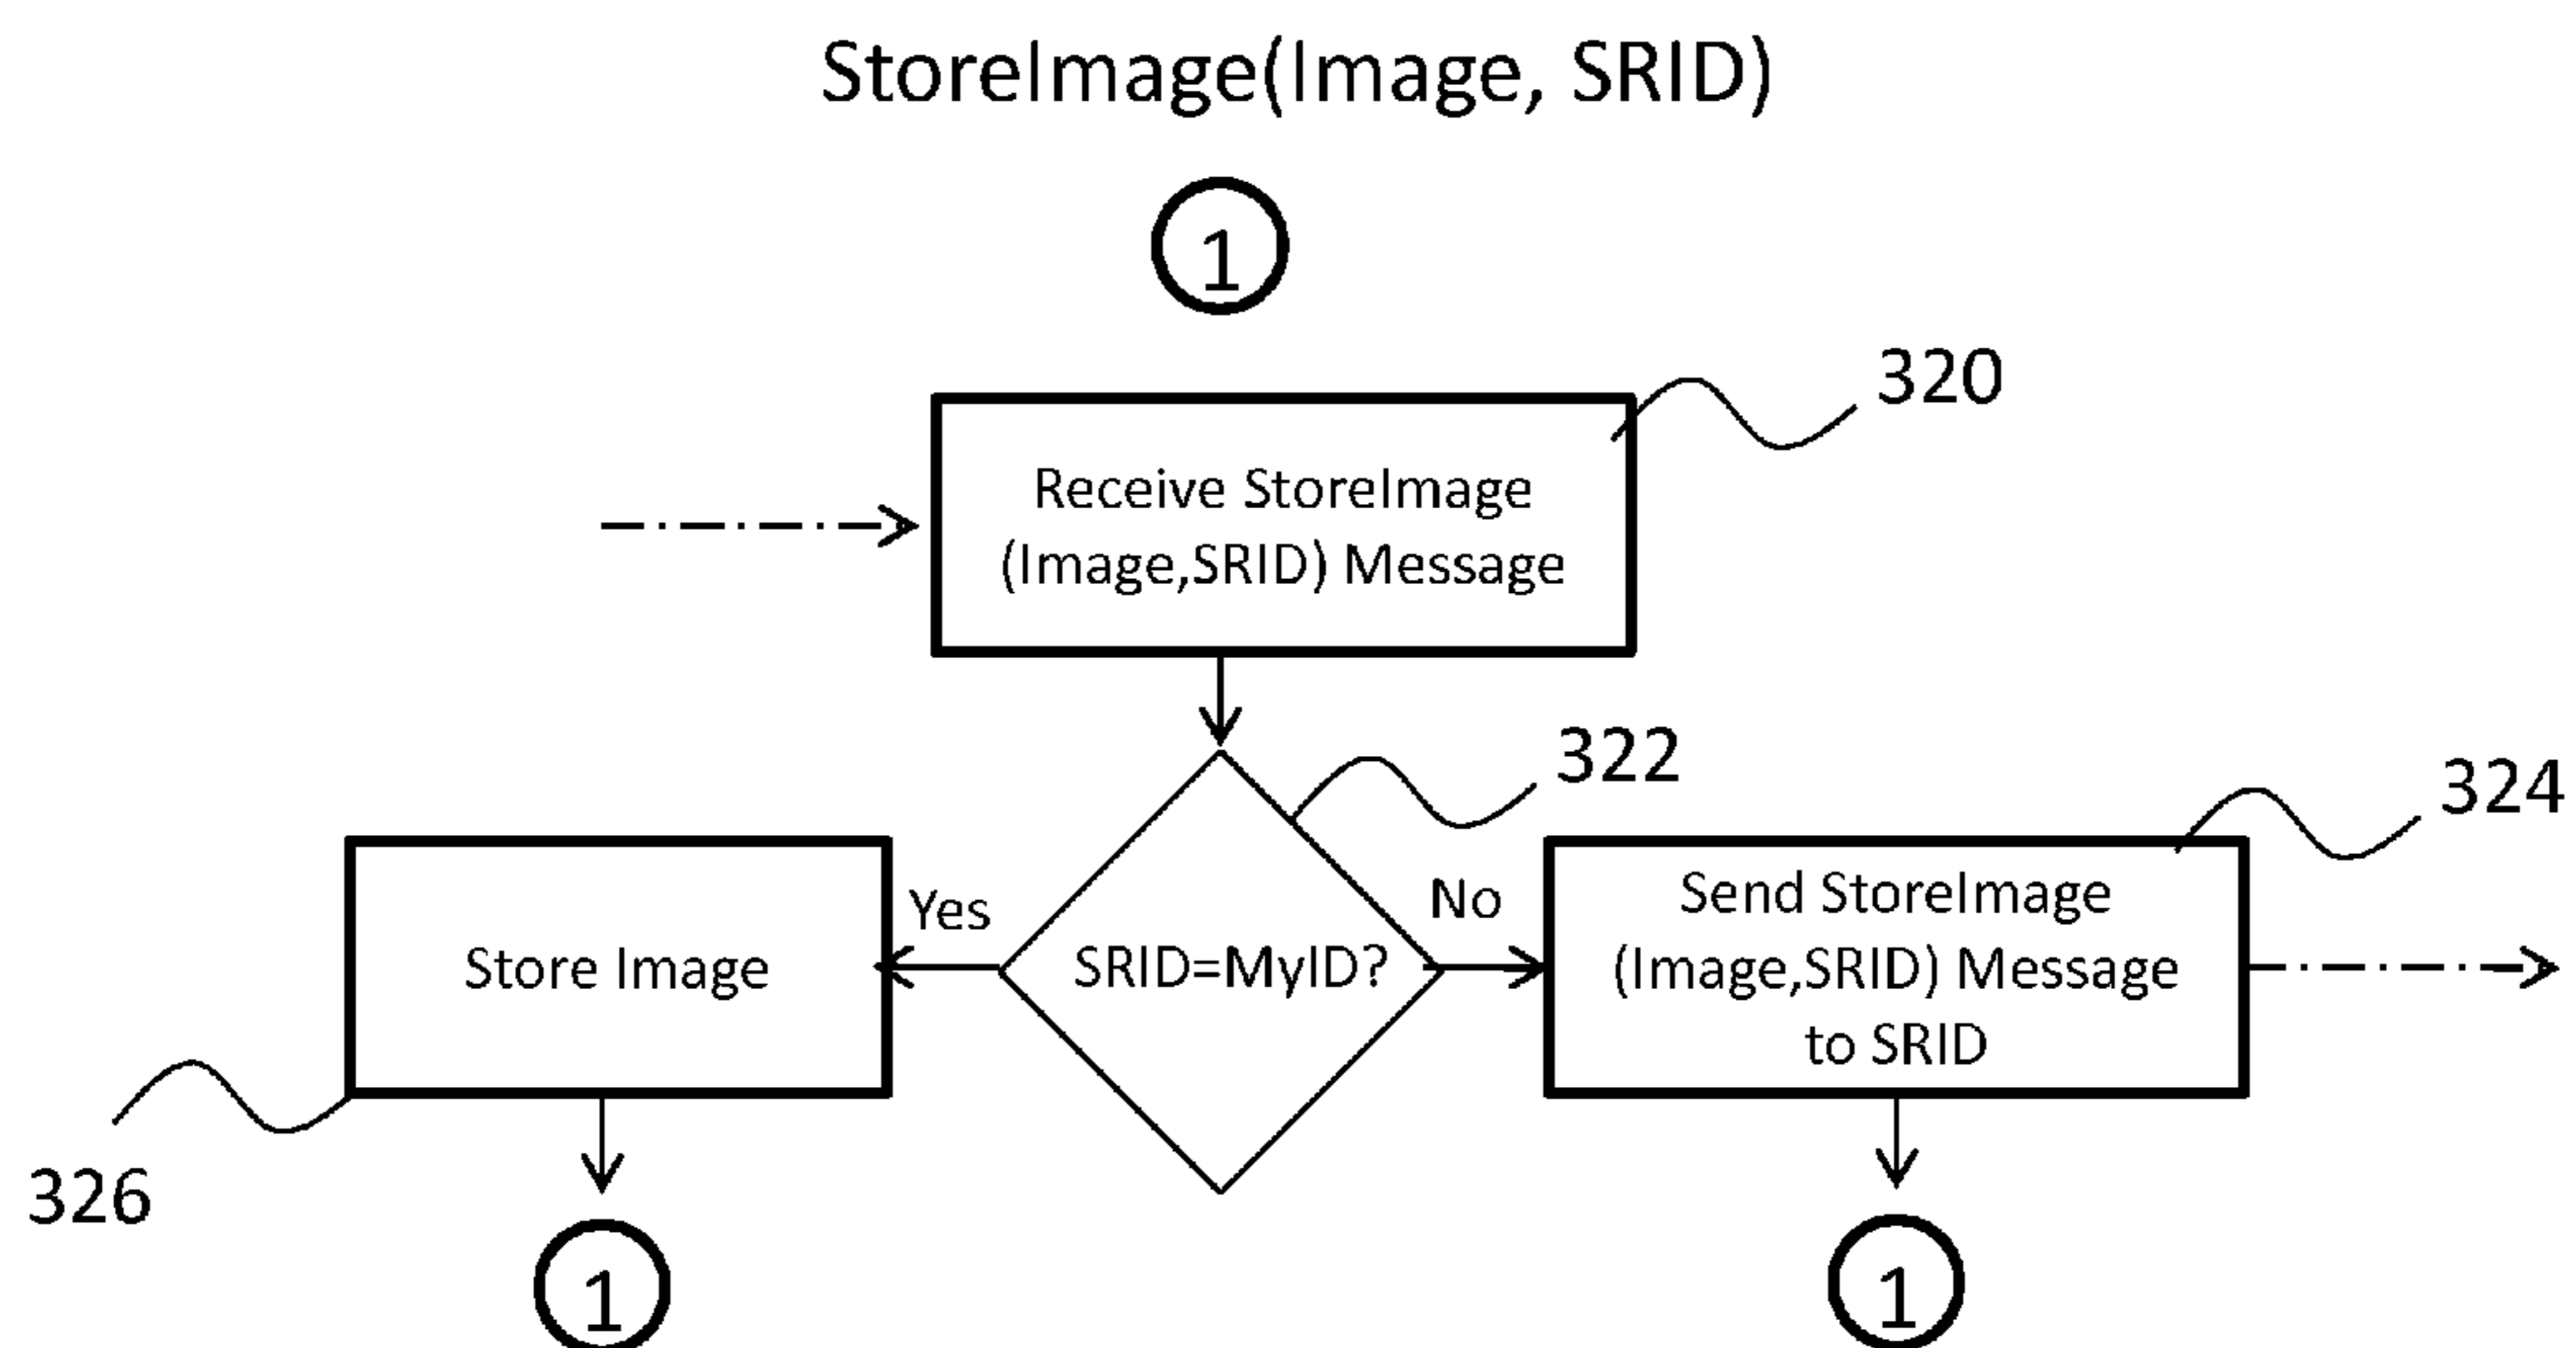 StoreImage(Image, SRID)
1
320
Receive StoreImage
(Image,SRID) Message
322
324
Yes
No
Store Image
SRID=MyID?
Send StoreImage
(Image,SRID) Message
to SRID
326
1
1